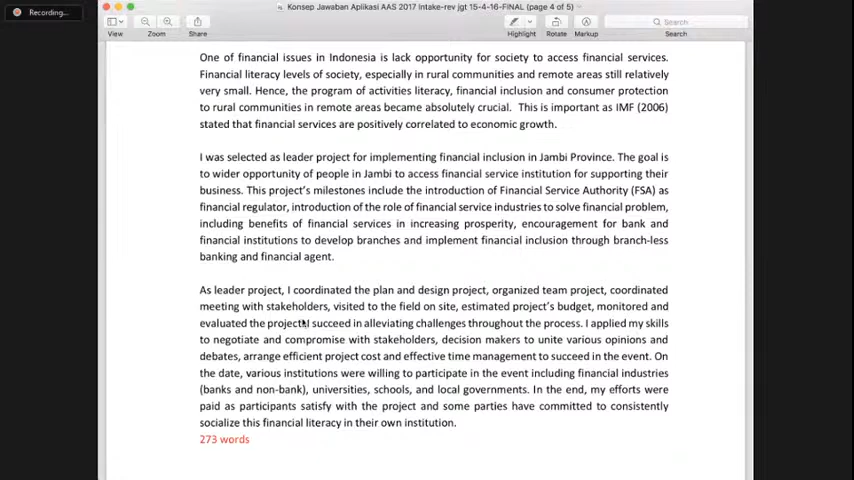 Recording...
Konsep Jawaban Aplikasi AAS 2017 Intake-rev jgt 15-4-16-FINAL (page 4 of 5)
View
Zoom
Share
Highlight
Rotate
Markup
Search
Search
One of financial issues in Indonesia is lack opportunity for society to access financial services.
Financial literacy levels of society, especially in rural communities and remote areas still relatively
very small. Hence, the program of activities literacy, financial inclusion and consumer protection
to rural communities in remote areas became absolutely crucial. This is important as IMF (2006)
stated that financial services are positively correlated to economic growth.
I was selected as leader project for implementing financial inclusion in Jambi Province. The goal is
to wider opportunity of people in Jambi to access financial service institution for supporting their
business. This project's milestones include the introduction of Financial Service Authority (FSA) as
financial regulator, introduction of the role of financial service industries to solve financial problem,
including benefits of financial services in increasing prosperity, encouragement for bank and
financial institutions to develop branches and implement financial inclusion through branch-less
banking and financial agent.
As leader project, I coordinated the plan and design project, organized team project, coordinated
meeting with stakeholders, visited to the field on site, estimated project's budget, monitored and
evaluated the project. I succeed in alleviating challenges throughout the process. I applied my skills
to negotiate and compromise with stakeholders, decision makers to unite various opinions and
debates, arrange efficient project cost and effective time management to succeed in the event. On
the date, various institutions were willing to participate in the event including financial industries
(banks and non-bank), universities, schools, and local governments. In the end, my efforts were
paid as participants satisfy with the project and some parties have committed to consistently
socialize this financial literacy in their own institution.
273 words